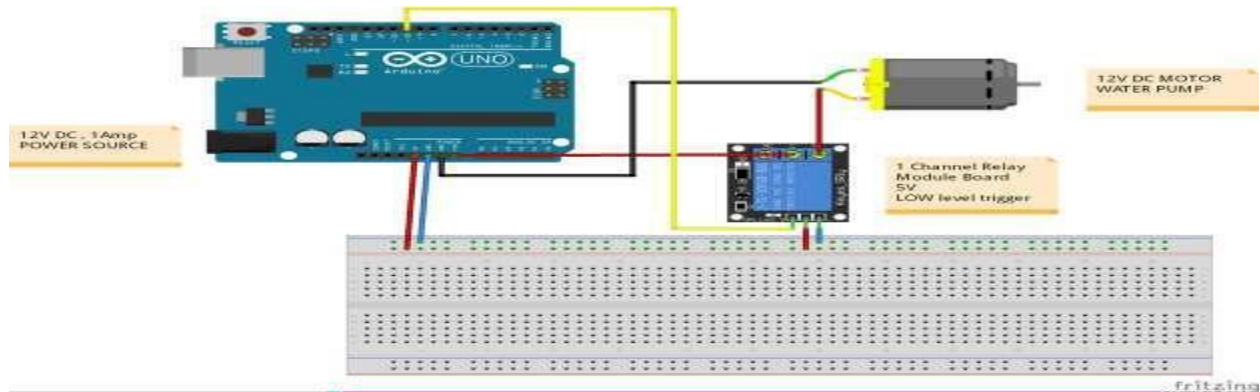 RESET
UNO
Arduino
12V DC , 1Amp
POWER SOURCE
12V DC MOTOR
WATER PUMP
1 Channel Relay
Module Board
5V
LOW level trigger
fritzing